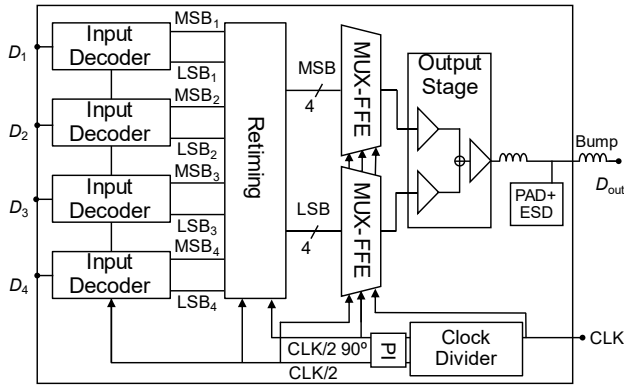 MSB1
Input Decoder
D1
LSB1
MSB2
Input Decoder
D2
LSB2
MSB3
Input Decoder
D3
LSB3
MSB4
Input Decoder
D4
LSB4
Retiming
MSB
4
LSB
4
MUX-FFE
MUX-FFE
Output Stage
Bump
Dout
PAD+ ESD
CLK/2 90º
CLK/2
PI
Clock Divider
CLK